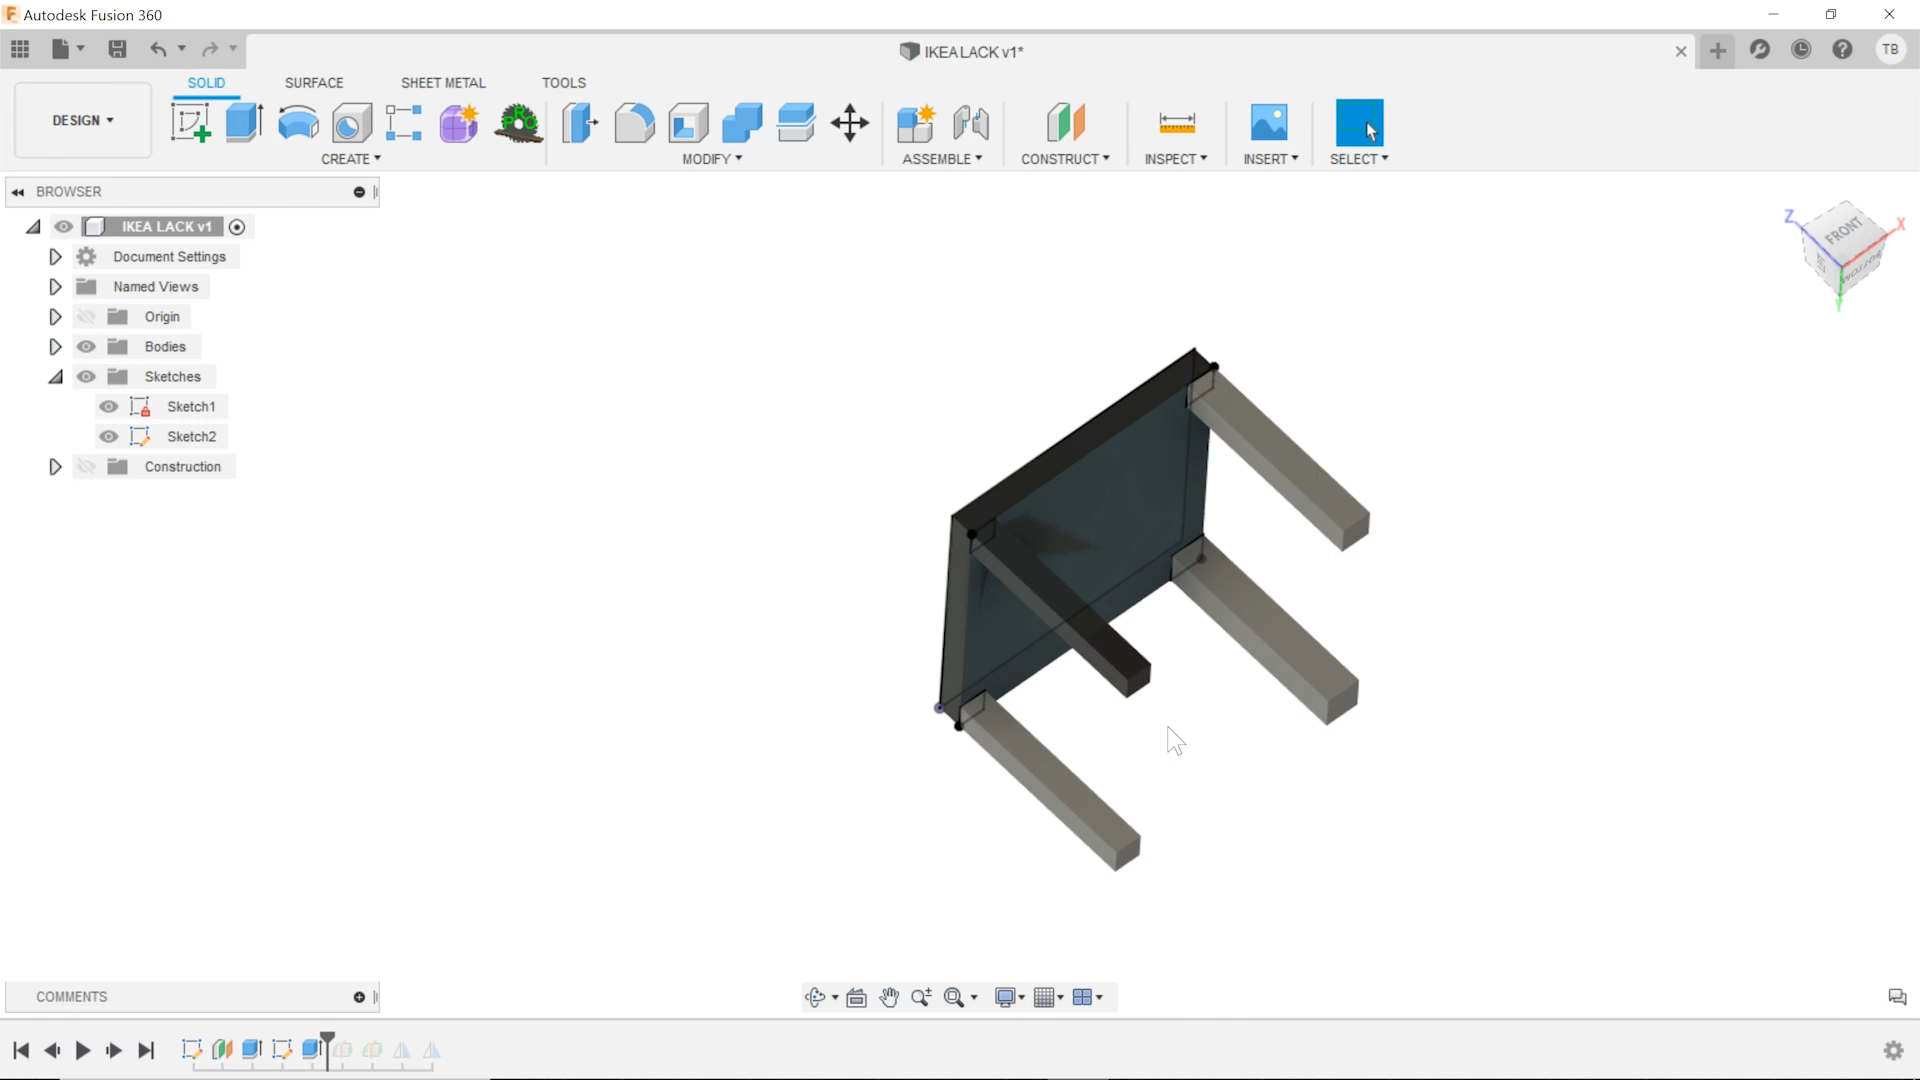 Autodesk Fusion 360
IKEA LACK v1*
TB
SOLID
SURFACE
SHEET METAL
TOOLS
DESIGN
CREATE
MODIFY
ASSEMBLE
CONSTRUCT
INSPECT
INSERT
SELECT
BROWSER
IKEA LACK v1
Document Settings
Named Views
Origin
Bodies
Sketches
Sketch1
Sketch2
Construction
Z
X
FRONT
BOTTOM
Y
COMMENTS